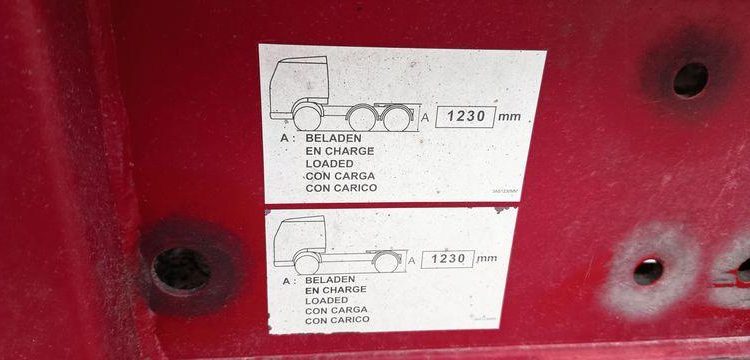 A 1230 mm
A : BELADEN
EN CHARGE
LOADED
CON CARGA
CON CARICO
A 1230 mm
A : BELADEN
EN CHARGE
LOADED
CON CARGA
CON CARICO